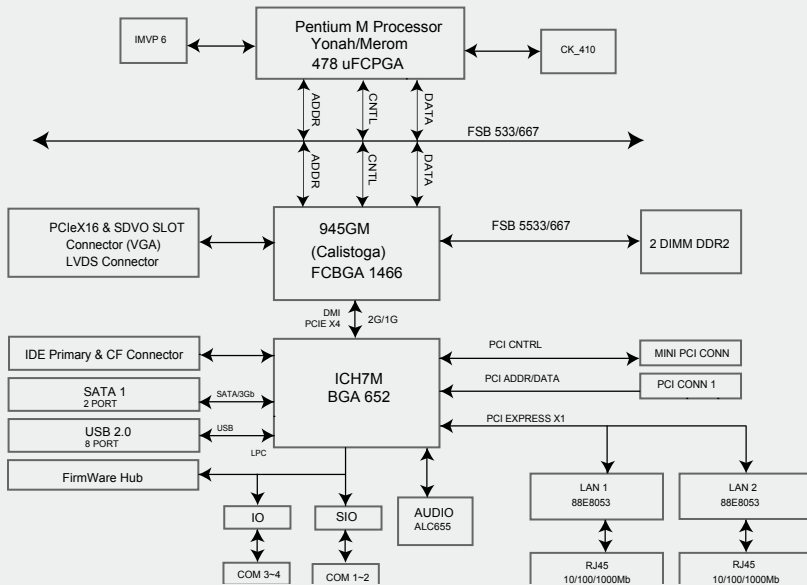 Pentium M Processor
Yonah/Merom
478 uFCPGA
IMVP 6
CK_410
ADDR
CNTL
DATA
FSB 533/667
ADDR
CNTL
DATA
PCIeX16 & SDVO SLOT
Connector (VGA)
LVDS Connector
945GM
(Calistoga)
FCBGA 1466
FSB 5533/667
2 DIMM DDR2
DMI
PCIE X4
2G/1G
IDE Primary & CF Connector
ICH7M
BGA 652
PCI CNTRL
MINI PCI CONN
SATA 1
2 PORT
SATA/3Gb
PCI ADDR/DATA
PCI CONN 1
USB 2.0
8 PORT
USB
PCI EXPRESS X1
LPC
FirmWare Hub
IO
SIO
AUDIO
ALC655
LAN 1
88E8053
LAN 2
88E8053
COM 3~4
COM 1~2
RJ45
10/100/1000Mb
RJ45
10/100/1000Mb